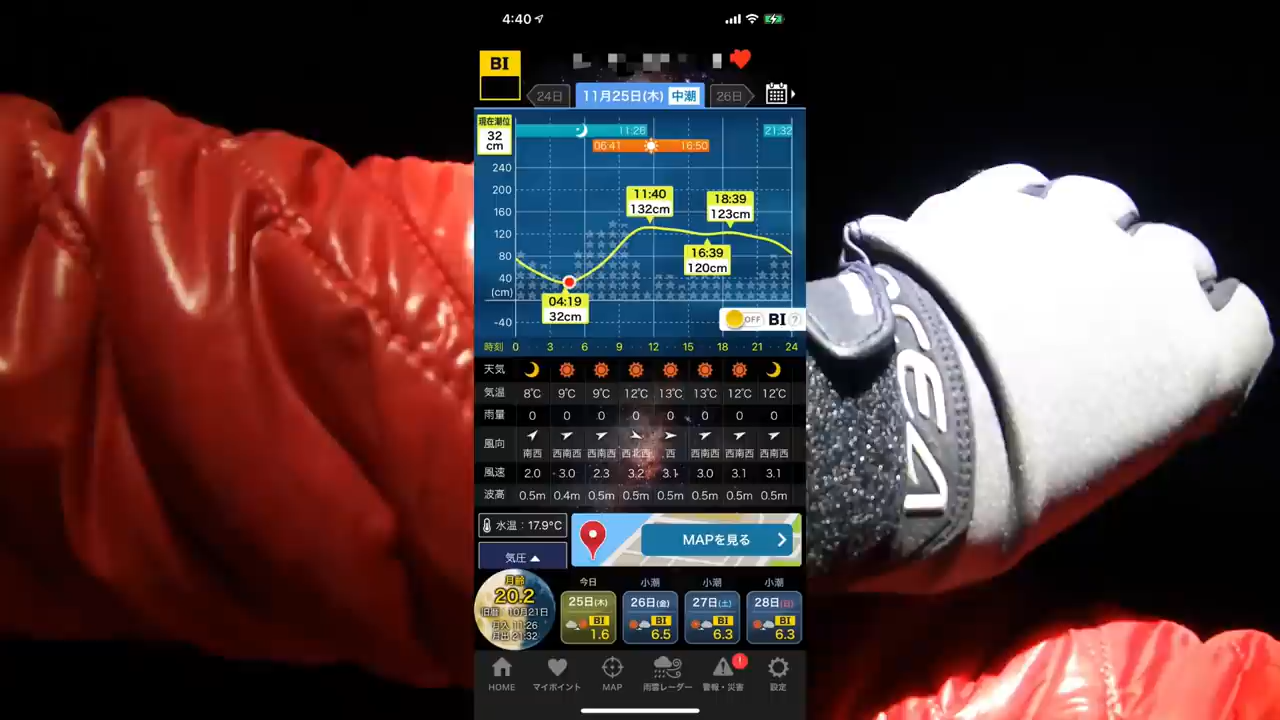 4:40
BI
24日
11月25日(木) 中潮
26日
現在潮位
32
cm
11:26
21:32
06:41
16:50
240
200
160
120
80
40
(cm)
-40
11:40
132cm
18:39
123cm
16:39
120cm
04:19
32cm
OFF BI ?
時刻 0 3 6 9 12 15 18 21 24
天気
気温 8℃ 9℃ 9℃ 12℃ 13℃ 13℃ 12℃ 12℃
雨量 0 0 0 0 0 0 0 0
風向 南西 西南西 西南西 西北西 西 西南西 西南西 西南西
風速 2.0 3.0 2.3 3.2 3.1 3.0 3.1 3.1
波高 0.5m 0.4m 0.5m 0.5m 0.5m 0.5m 0.5m 0.5m
水温：17.9℃
気圧
MAPを見る
月齢
20.2
旧暦 10月21日
月入 11:26
月出 21:32
今日 小潮 小潮 小潮
25日(木) 26日(金) 27日(土) 28日(日)
BI BI BI BI
1.6 6.5 6.3 6.3
HOME マイポイント MAP 雨雲レーダー 警報・災害 設定